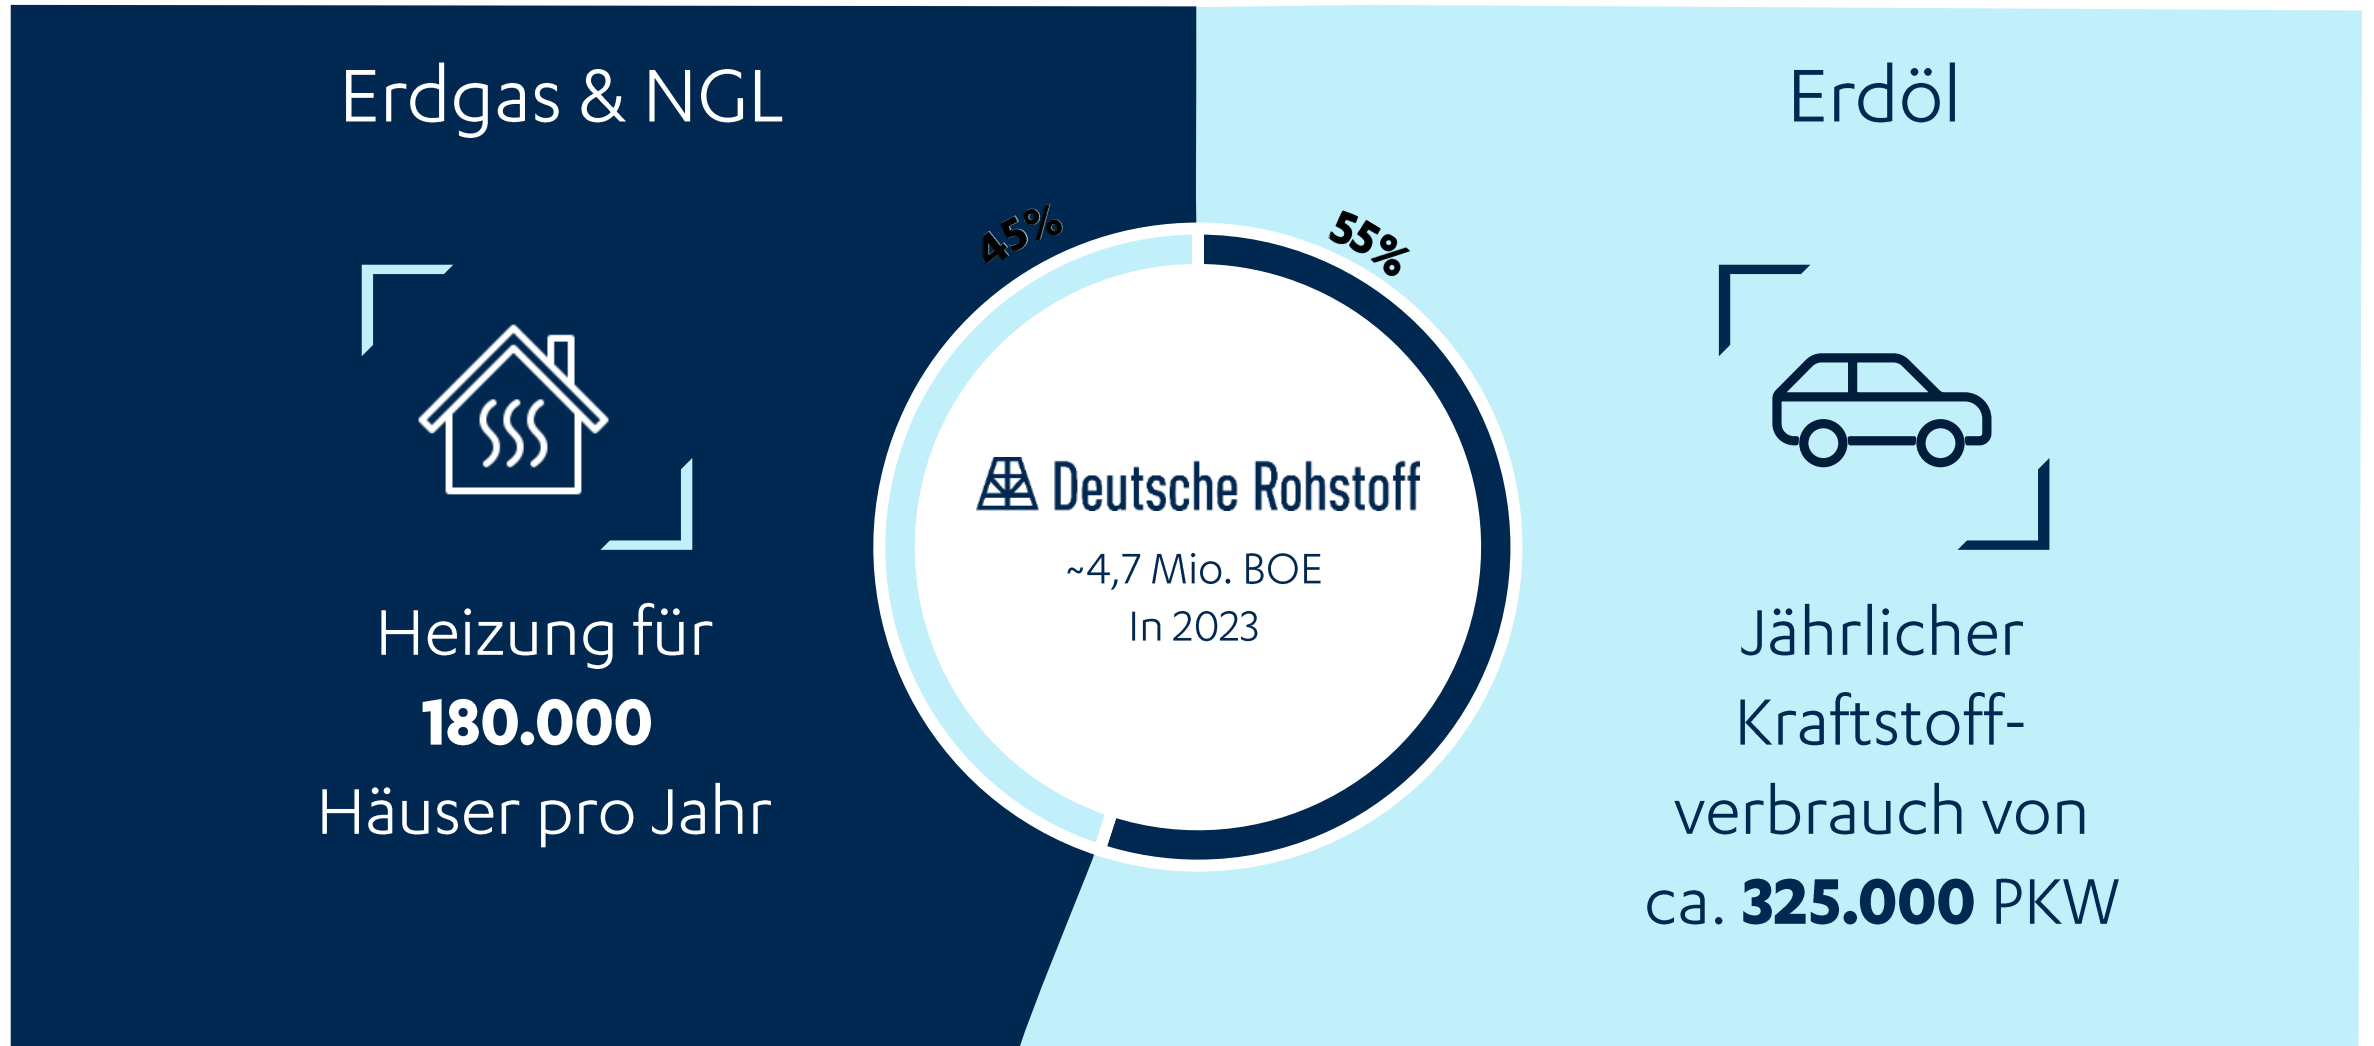 Erdgas & NGL
Erdöl
45%
55%
Deutsche Rohstoff
~4,7 Mio. BOE
In 2023
Heizung für
180.000
Häuser pro Jahr
Jährlicher
Kraftstoff-
verbrauch von
ca. 325.000 PKW